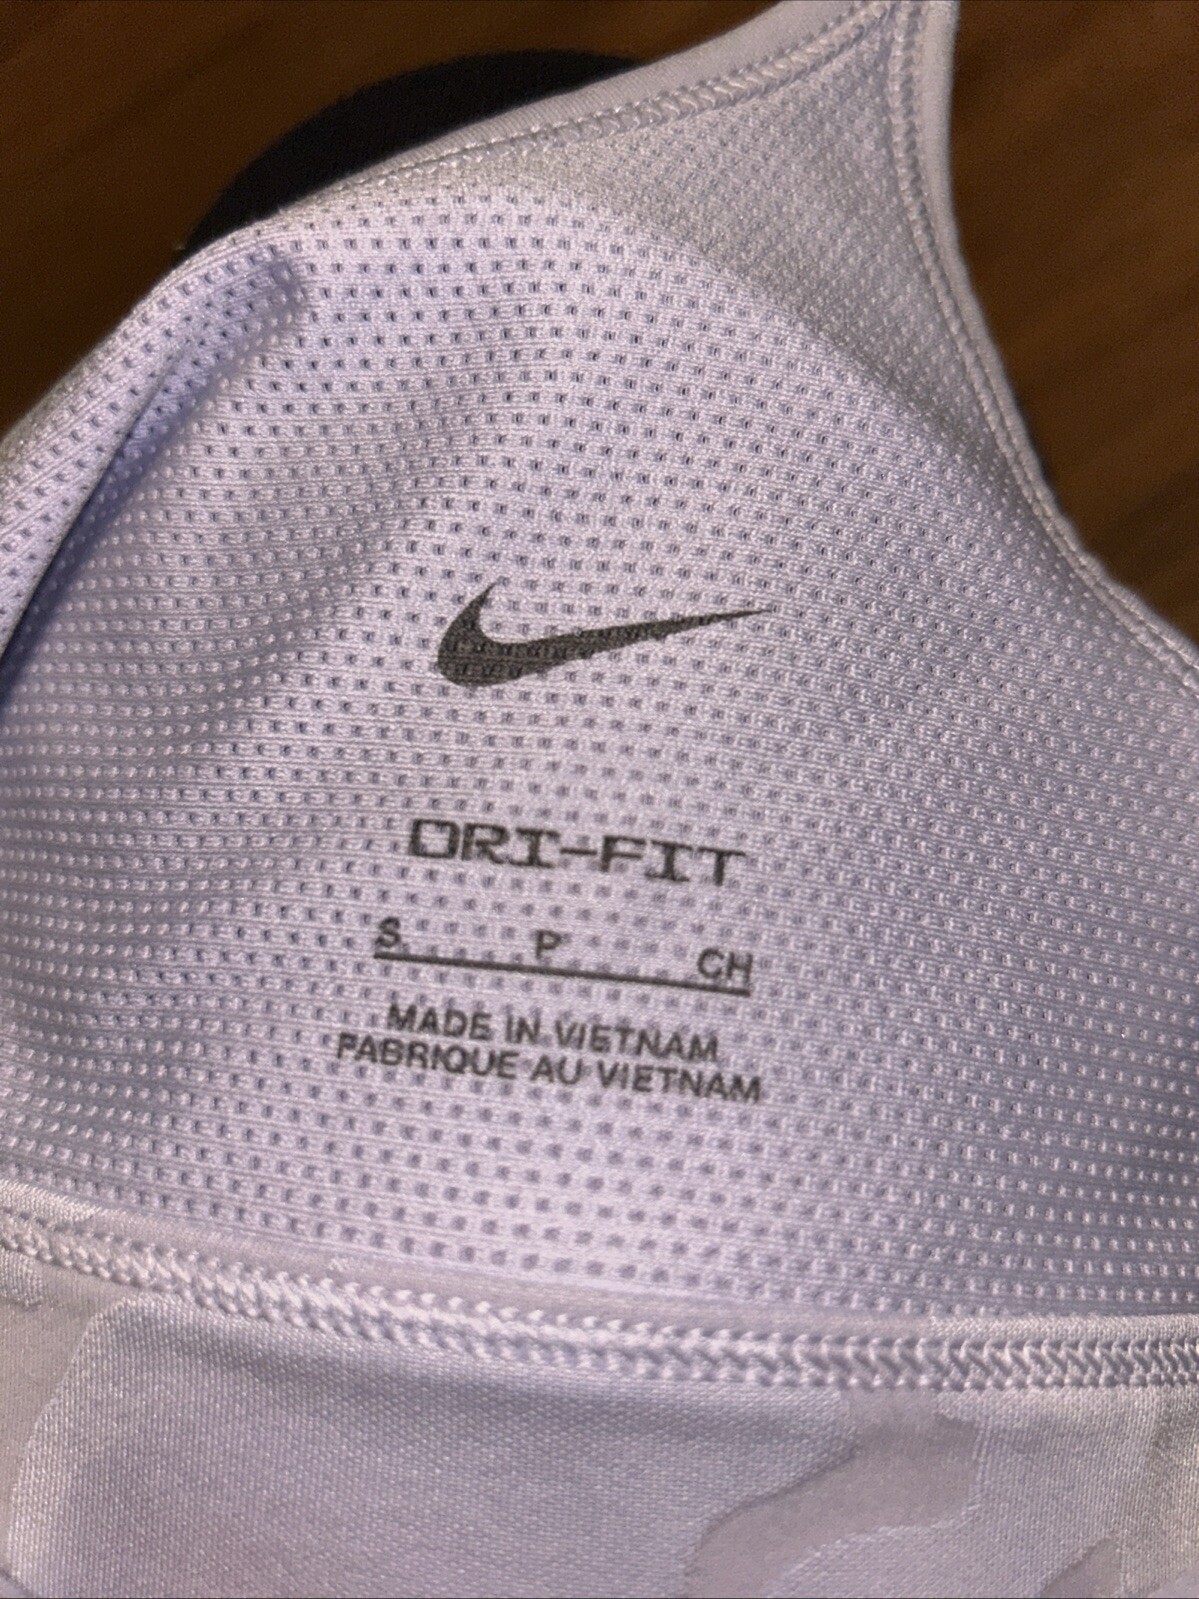 DRI-FIT
S P CH
MADE IN VIETNAM
FABRIQUE AU VIETNAM